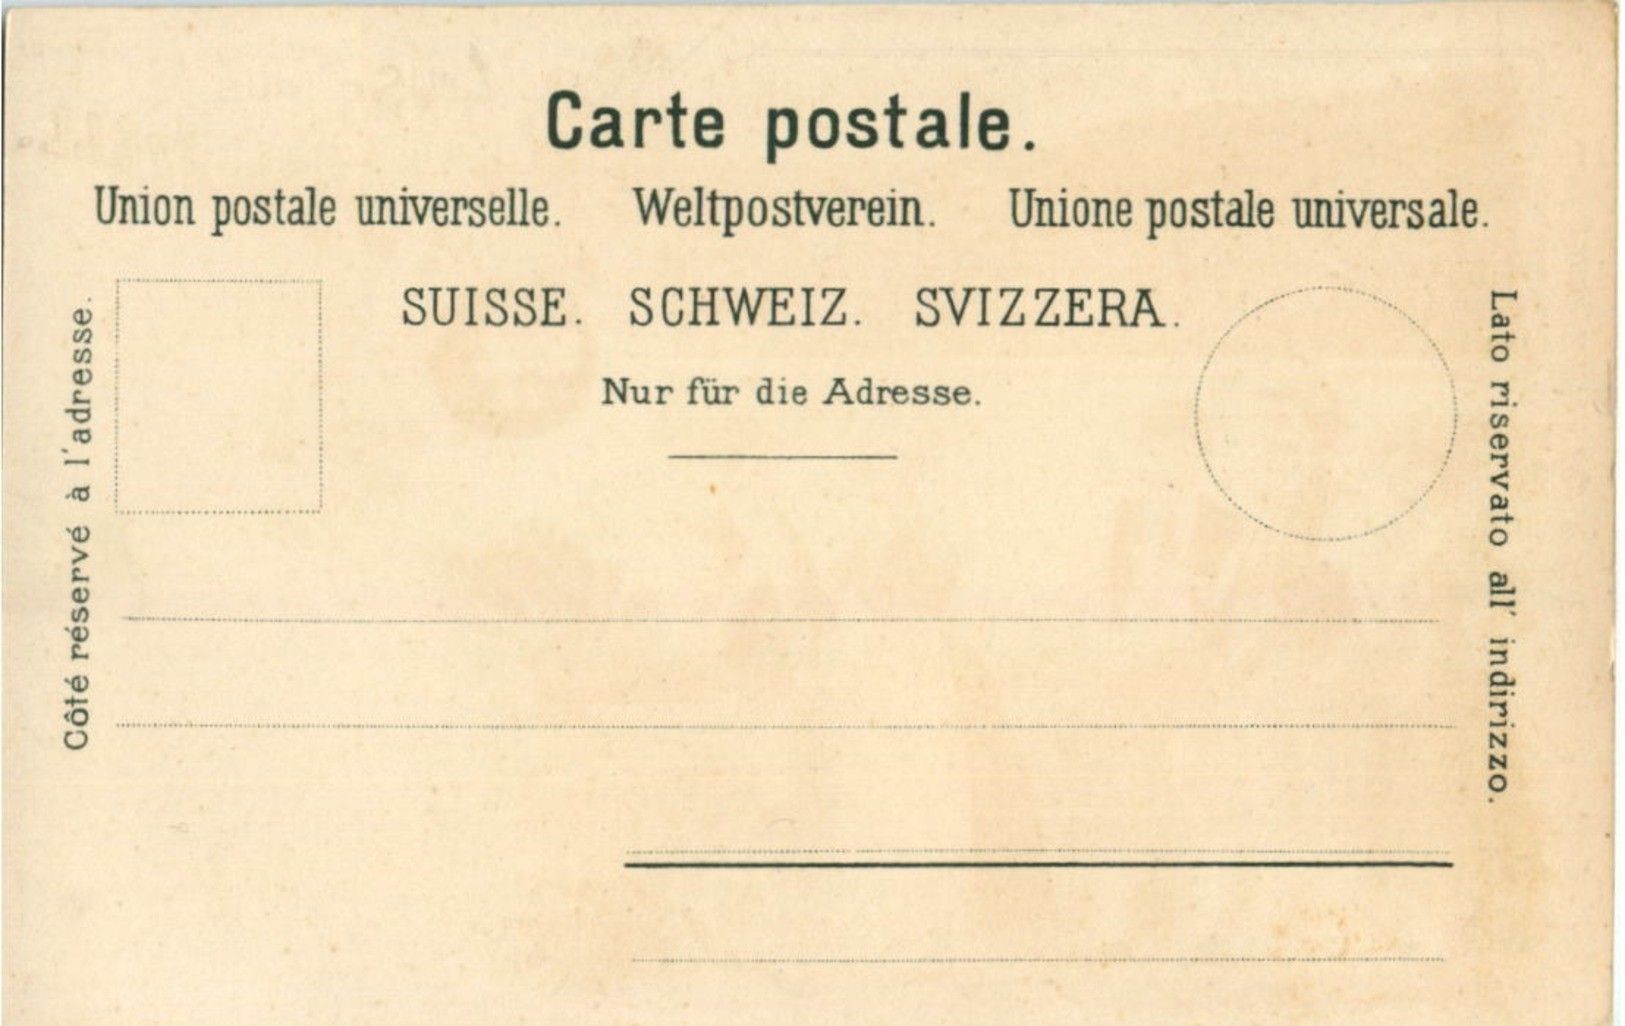 Carte postale.
Union postale universelle. Weltpostverein. Unione postale universale.
SUISSE. SCHWEIZ. SVIZZERA.
Nur für die Adresse.
Côté réservé à l'adresse.
Lato riservato all' indirizzo.